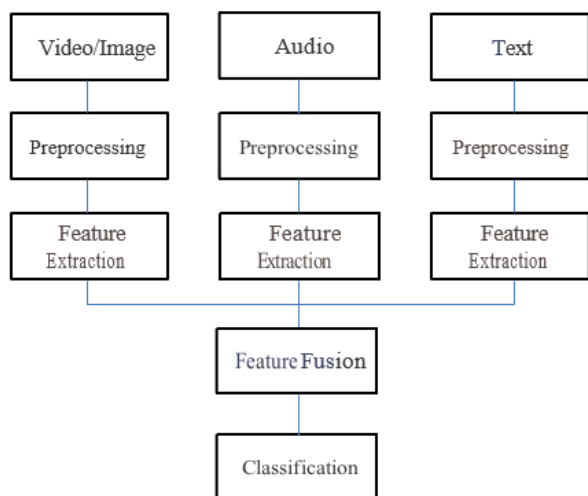 Video/Image
Audio
Text
Preprocessing
Preprocessing
Preprocessing
Feature
Extraction
Feature
Extraction
Feature
Extraction
Feature Fusion
Classification